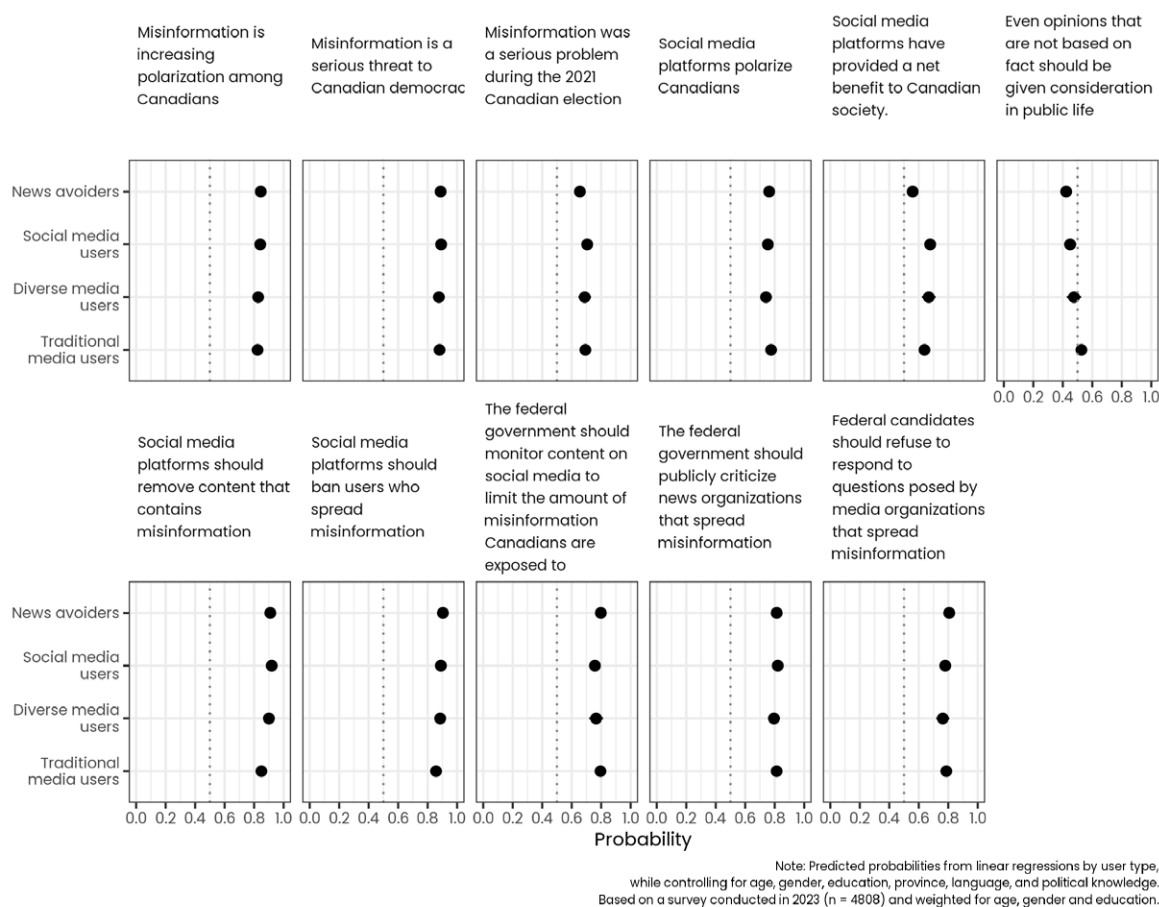 Misinformation is
increasing
polarization among
Canadians
Misinformation is a
serious threat to
Canadian democrac
Misinformation was
a serious problem
during the 2021
Canadian election
Social media
platforms polarize
Canadians
Social media
platforms have
provided a net
benefit to Canadian
society.
Even opinions that
are not based on
fact should be
given consideration
in public life
News avoiders
Social media
users
Diverse media
users
Traditional
media users
0.0 0.2 0.4 0.6 0.8 1.0
Social media
platforms should
remove content that
contains
misinformation
Social media
platforms should
ban users who
spread
misinformation
The federal
government should
monitor content on
social media to
limit the amount of
misinformation
Canadians are
exposed to
The federal
government should
publicly criticize
news organizations
that spread
misinformation
Federal candidates
should refuse to
respond to
questions posed by
media organizations
that spread
misinformation
News avoiders
Social media
users
Diverse media
users
Traditional
media users
0.0 0.2 0.4 0.6 0.8 1.0 0.0 0.2 0.4 0.6 0.8 1.0 0.0 0.2 0.4 0.6 0.8 1.0 0.0 0.2 0.4 0.6 0.8 1.0 0.0 0.2 0.4 0.6 0.8 1.0
Probability
Note: Predicted probabilities from linear regressions by user type,
while controlling for age, gender, education, province, language, and political knowledge.
Based on a survey conducted in 2023 (n = 4808) and weighted for age, gender and education.